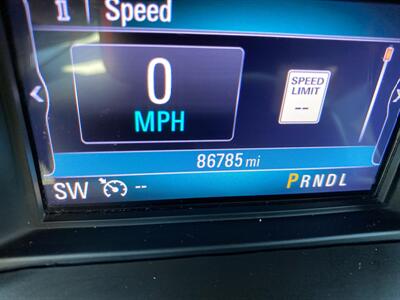 i Speed
0
MPH
SPEED
LIMIT
--
86785 mi
SW --
PRNDL